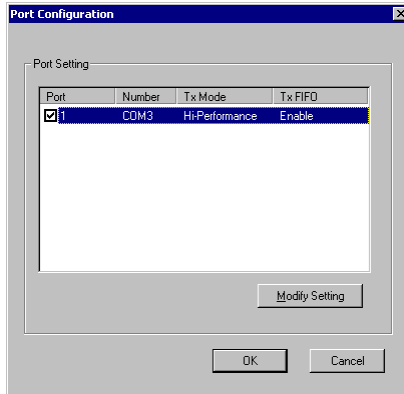 Port Configuration
Port Setting
Port Number Tx Mode Tx FIFO
1 COM3 Hi-Performance Enable
Modify Setting
OK Cancel